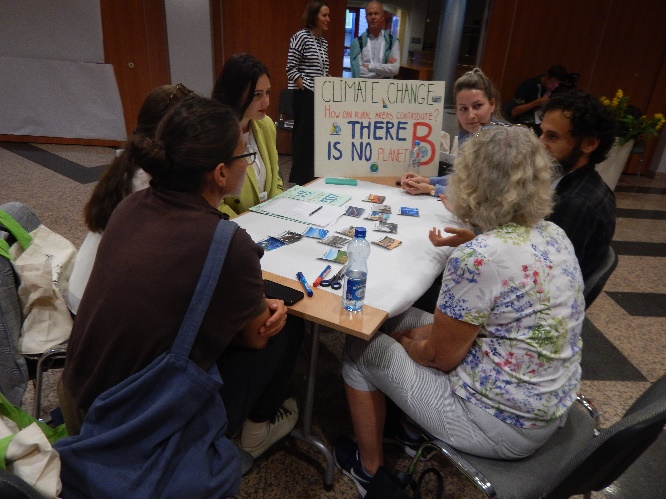 CLIMATE CHANGE
HOW CAN RURAL AREAS CONTRIBUTE?
THERE
IS NO PLANET B